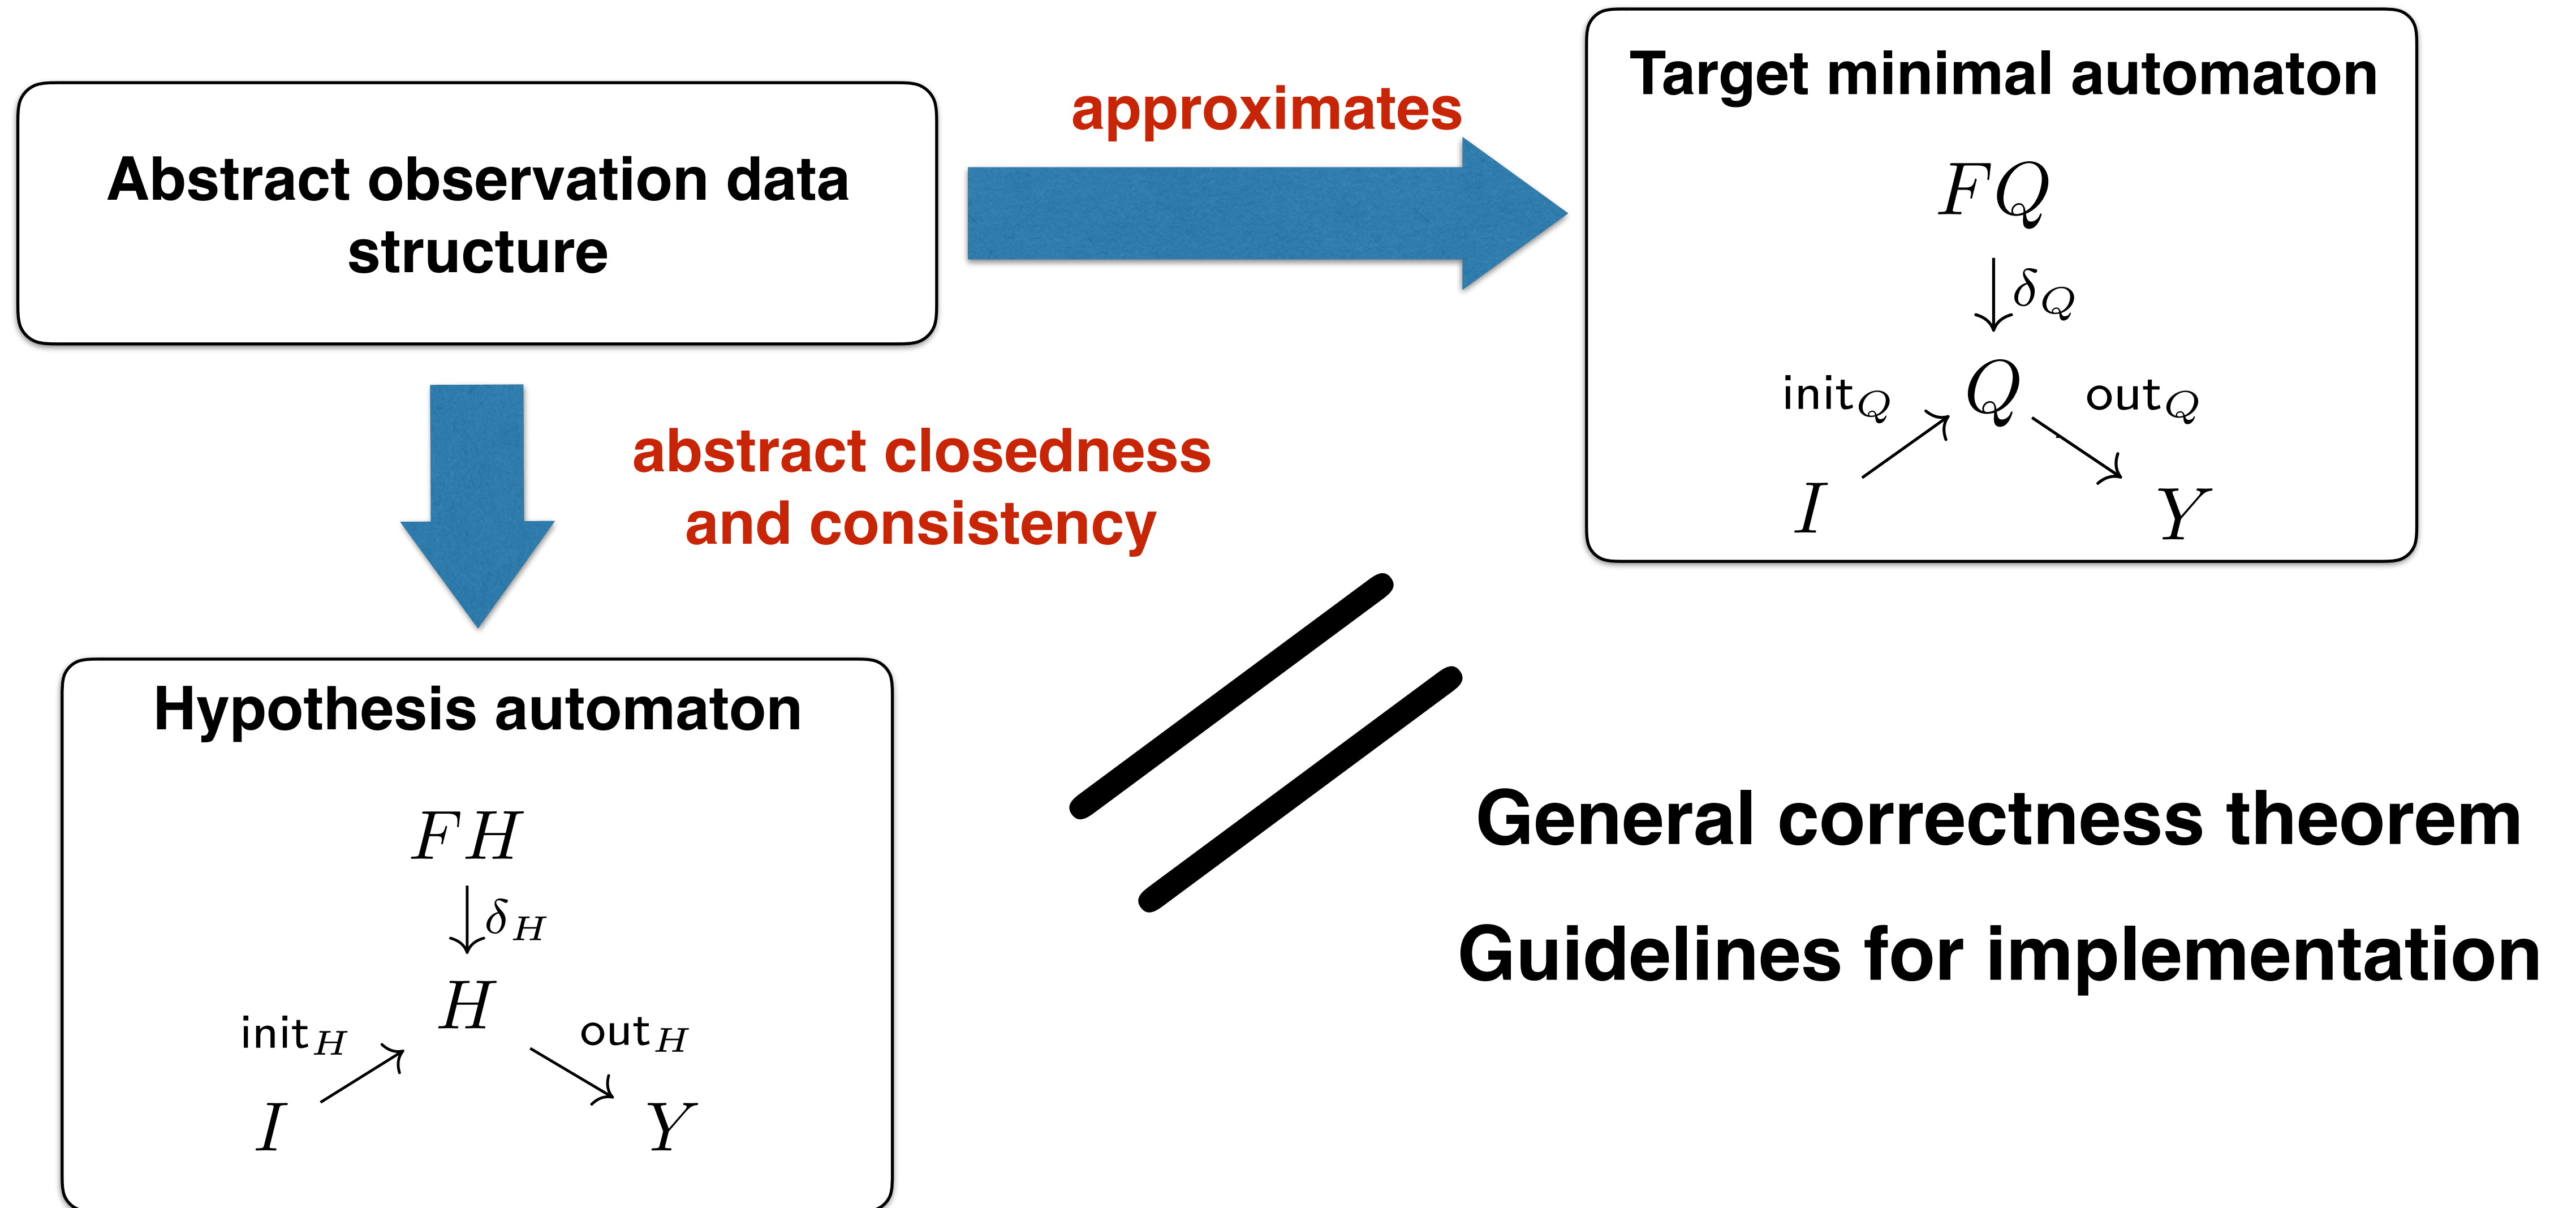 Abstract observation data
structure
approximates
Target minimal automaton
FQ
δ_Q
init_Q
Q
out_Q
I
Y
abstract closedness
and consistency
Hypothesis automaton
FH
δ_H
init_H
H
out_H
I
Y
General correctness theorem
Guidelines for implementation